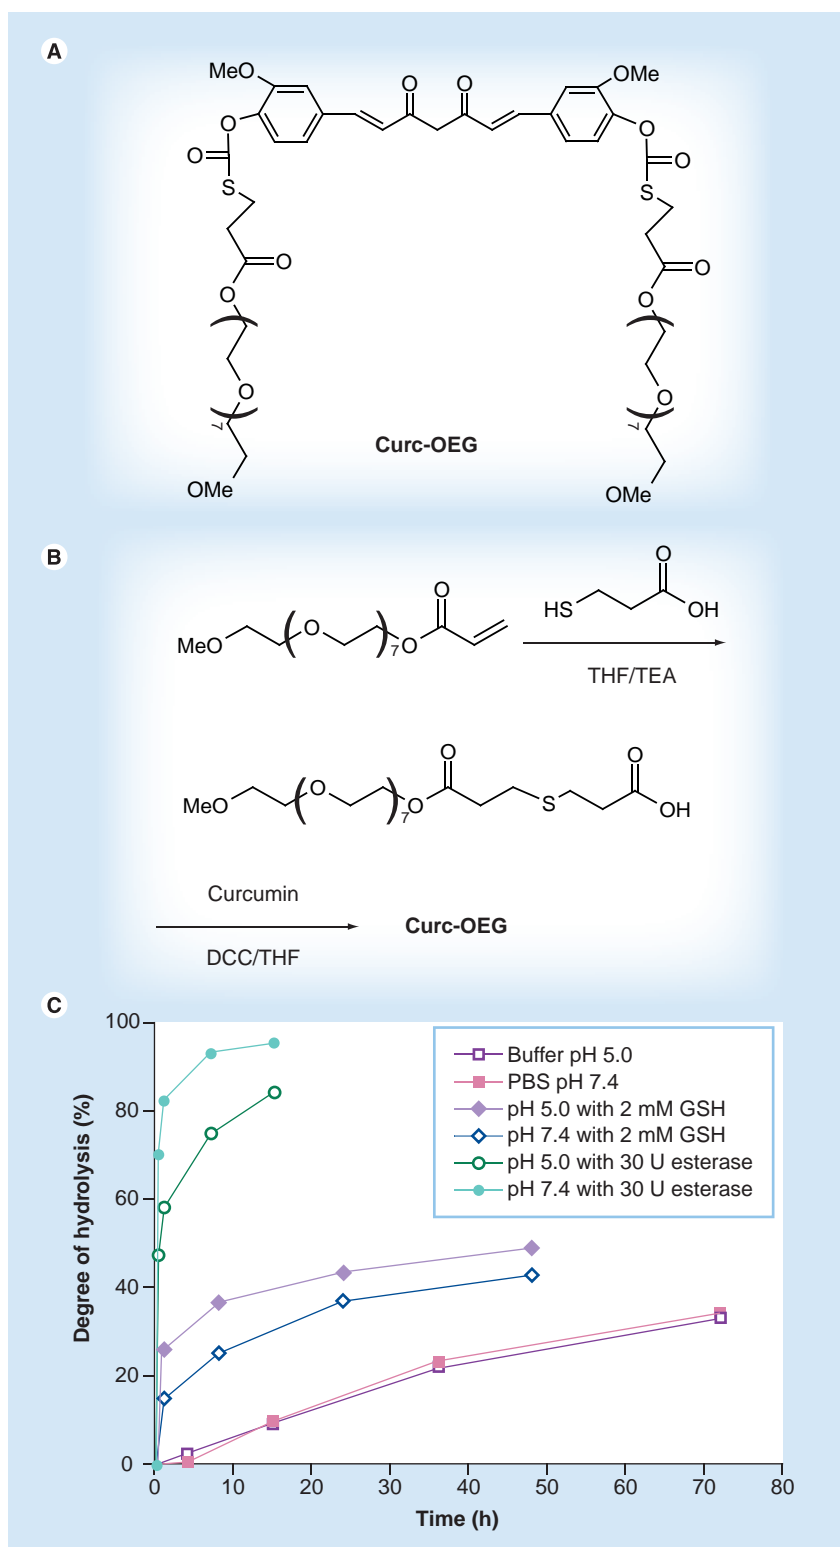 A
MeO O O OMe
O O
O O
S S
O O
O O
O O
7 7
Curc-OEG
OMe OMe
B
O O
HS OH
MeO O 7 O
THF/TEA
O O
MeO O 7 O S OH
Curcumin
Curc-OEG
DCC/THF
C
Degree of hydrolysis (%)
100
80
60
40
20
0
Buffer pH 5.0
PBS pH 7.4
pH 5.0 with 2 mM GSH
pH 7.4 with 2 mM GSH
pH 5.0 with 30 U esterase
pH 7.4 with 30 U esterase
0 10 20 30 40 50 60 70 80
Time (h)